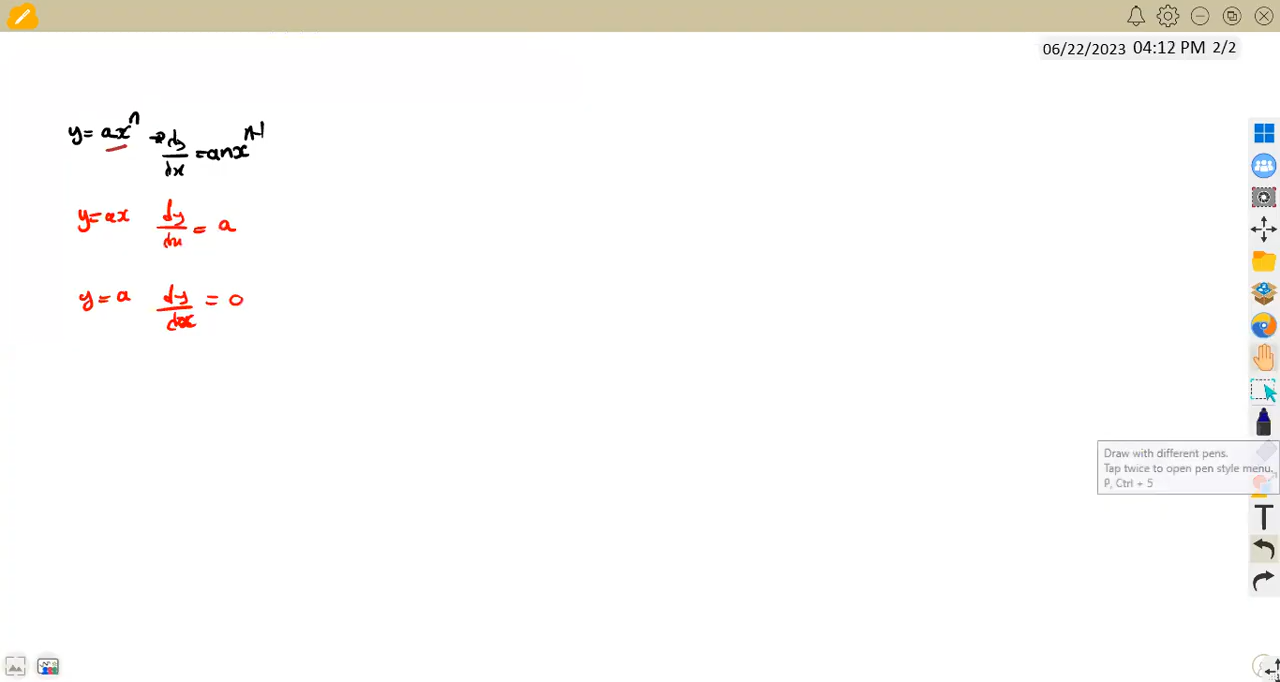 06/22/2023 04:12 PM 2/2
y = axⁿ → dy/dx = anxⁿ⁻¹
y = ax dy/dx = a
y = a dy/dx = 0
Draw with different pens.
Tap twice to open pen style menu.
P, Ctrl + 5
T